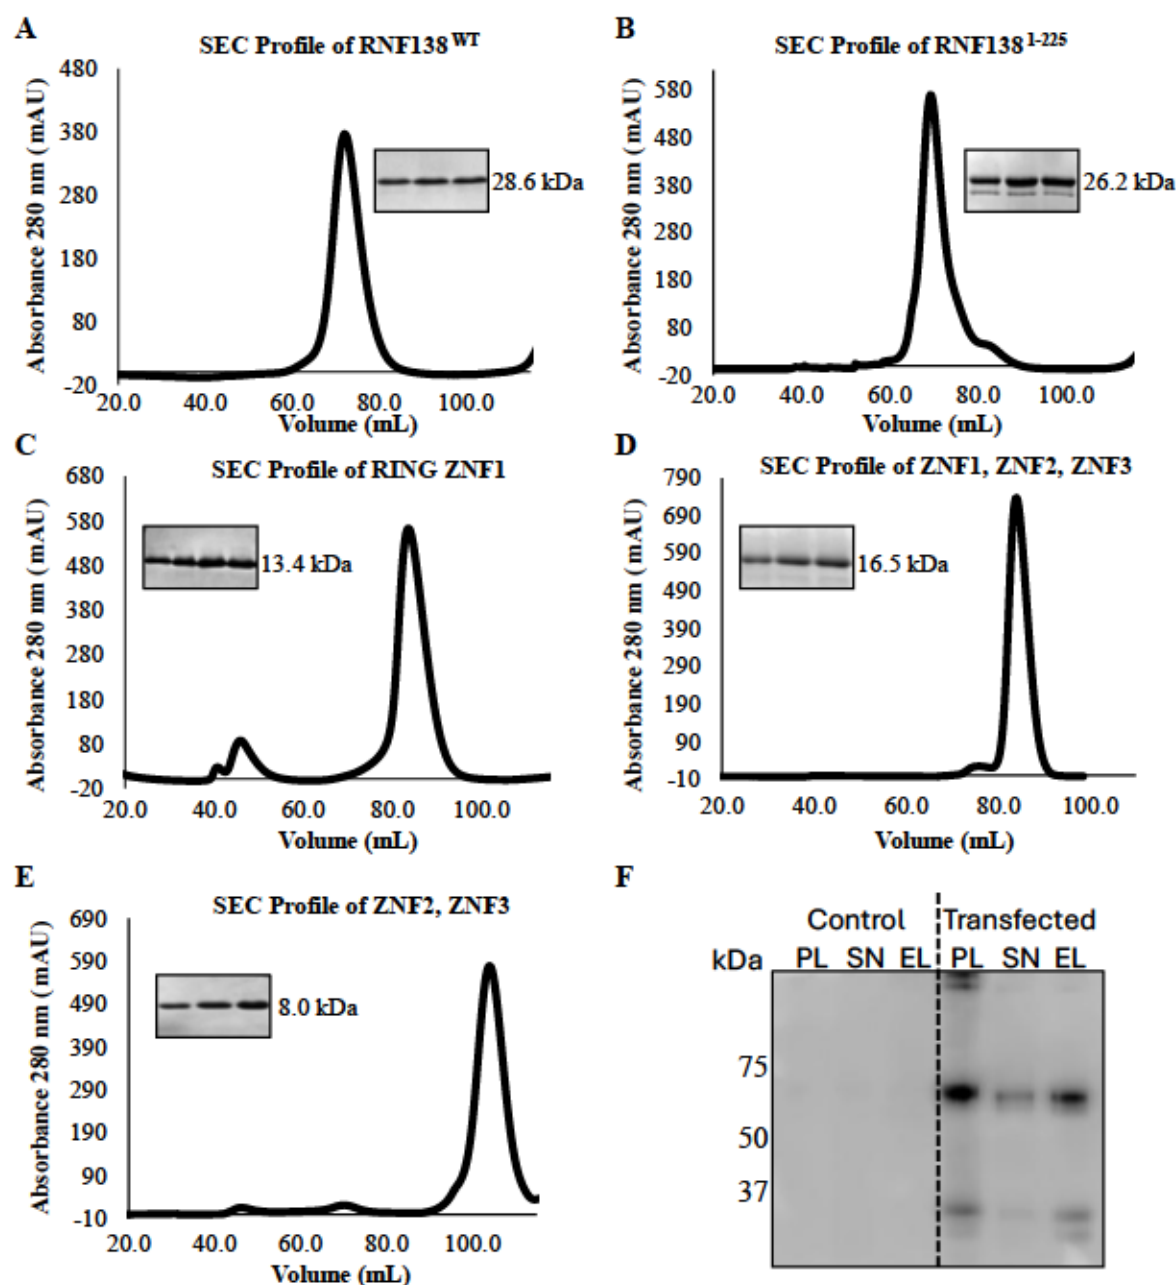 A
SEC Profile of RNF138 WT
Absorbance 280 nm ( mAU)
480
380
280
180
80
-20
28.6 kDa
20.0 40.0 60.0 80.0 100.0
Volume (mL)
B
SEC Profile of RNF138 1-225
Absorbance 280 nm ( mAU)
580
480
380
280
180
80
-20
26.2 kDa
20.0 40.0 60.0 80.0 100.0
Volume (mL)
C
SEC Profile of RING ZNF1
Absorbance 280 nm ( mAU)
680
580
480
380
280
180
80
-20
13.4 kDa
20.0 40.0 60.0 80.0 100.0
Volume (mL)
D
SEC Profile of ZNF1, ZNF2, ZNF3
Absorbance 280 nm ( mAU)
790
690
590
490
390
290
190
90
-10
16.5 kDa
20.0 40.0 60.0 80.0 100.0
Volume (mL)
E
SEC Profile of ZNF2, ZNF3
Absorbance 280 nm ( mAU)
690
590
490
390
290
190
90
-10
8.0 kDa
20.0 40.0 60.0 80.0 100.0
Volume (mL)
F
Control Transfected
kDa PL SN EL PL SN EL
75
50
37